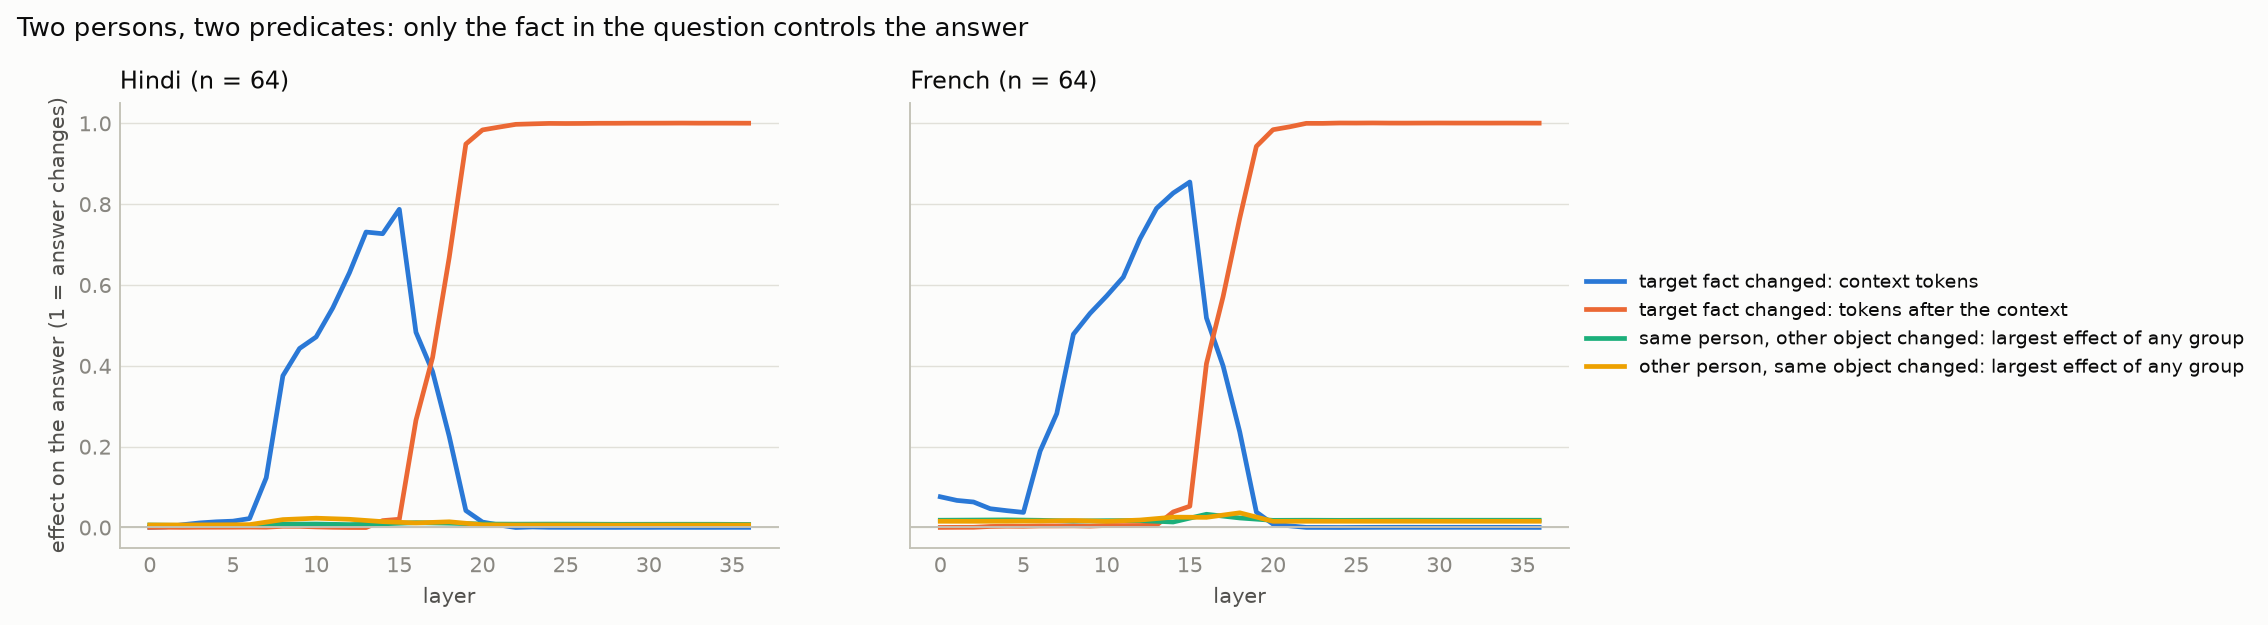 Two persons, two predicates: only the fact in the question controls the answer
Hindi (n = 64)
effect on the answer (1 = answer changes)
1.0
0.8
0.6
0.4
0.2
0.0
0 5 10 15 20 25 30 35
layer
French (n = 64)
0 5 10 15 20 25 30 35
layer
target fact changed: context tokens
target fact changed: tokens after the context
same person, other object changed: largest effect of any group
other person, same object changed: largest effect of any group